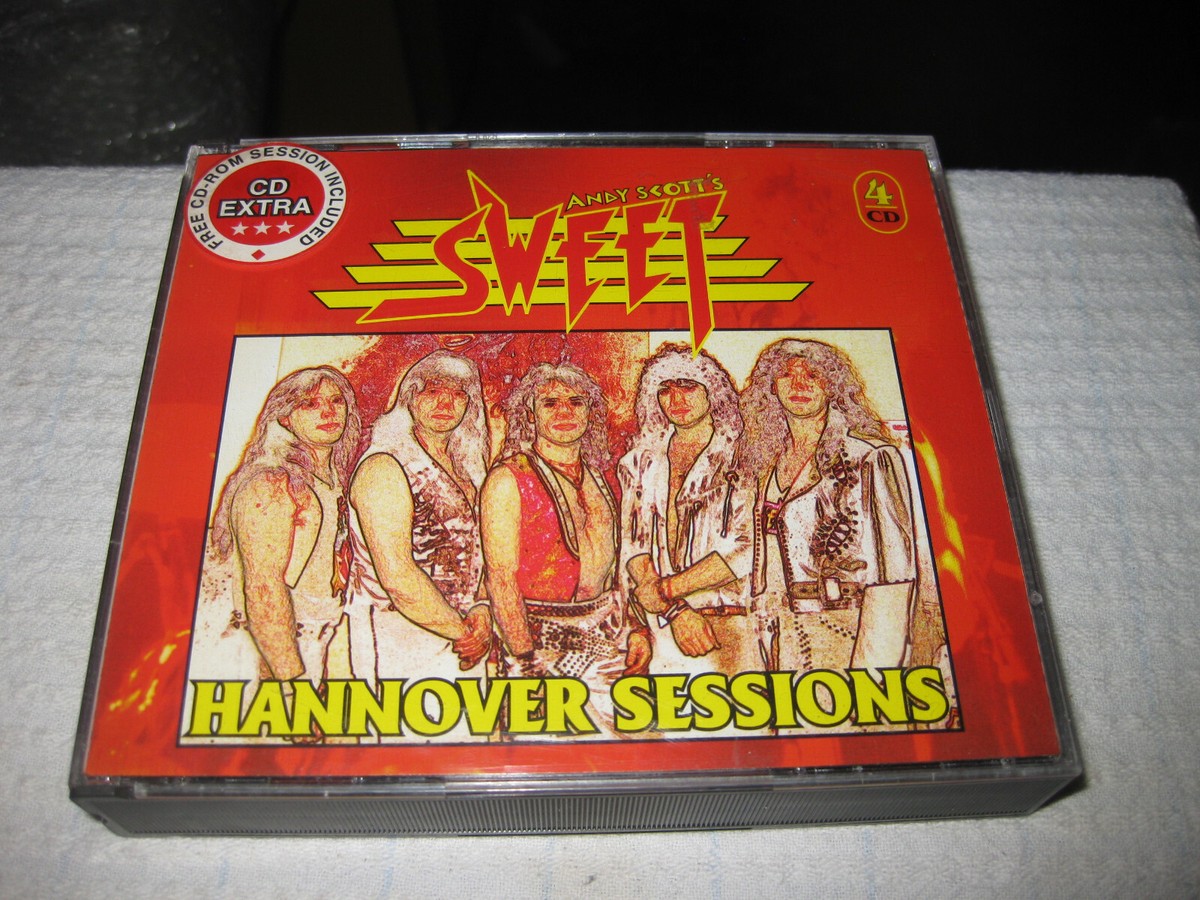 FREE CD-ROM SESSION INCLUDED
CD
EXTRA
ANDY SCOTT'S
SWEET
4
CD
HANNOVER SESSIONS